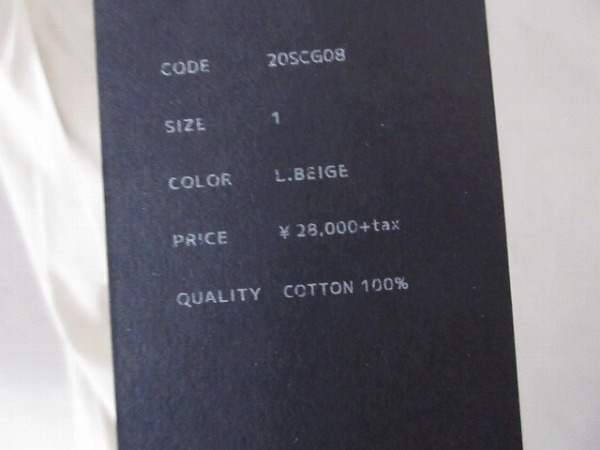 CODE 20SCG08
SIZE 1
COLOR L.BEIGE
PRICE ¥28,000+tax
QUALITY COTTON 100%